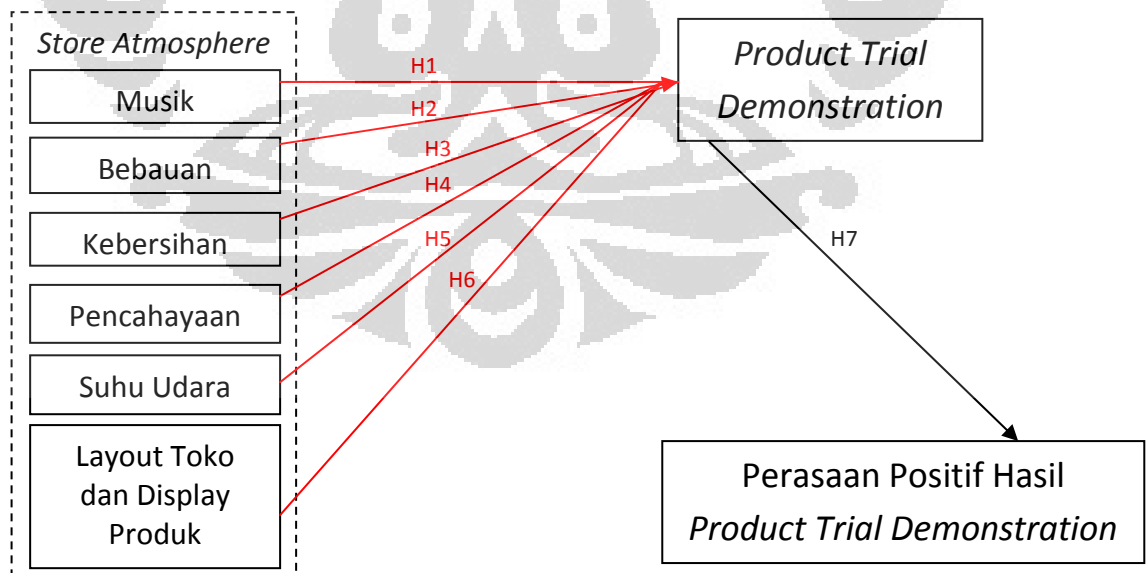 Store Atmosphere
Musik
Bebauan
Kebersihan
Pencahayaan
Suhu Udara
Layout Toko
dan Display
Produk
H1
H2
H3
H4
H5
H6
Product Trial
Demonstration
H7
Perasaan Positif Hasil
Product Trial Demonstration